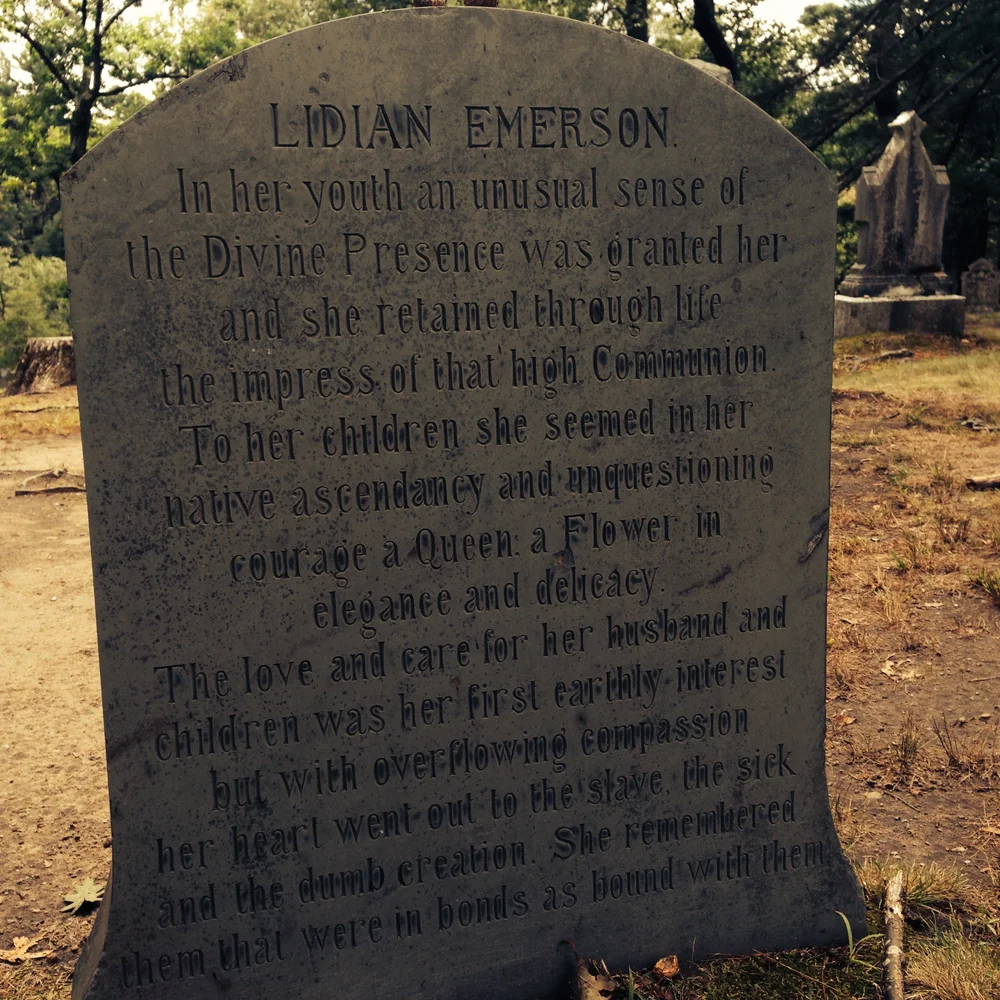 LIDIAN EMERSON.
In her youth an unusual sense of
the Divine Presence was granted her
and she retained through life
the impress of that high Communion.
To her children she seemed in her
native ascendancy and unquestioning
courage a Queen: a Flower in
elegance and delicacy.
The love and care for her husband and
children was her first earthly interest
but with overflowing compassion
her heart went out to the slave, the sick
and the dumb creation. She remembered
them that were in bonds as bound with them